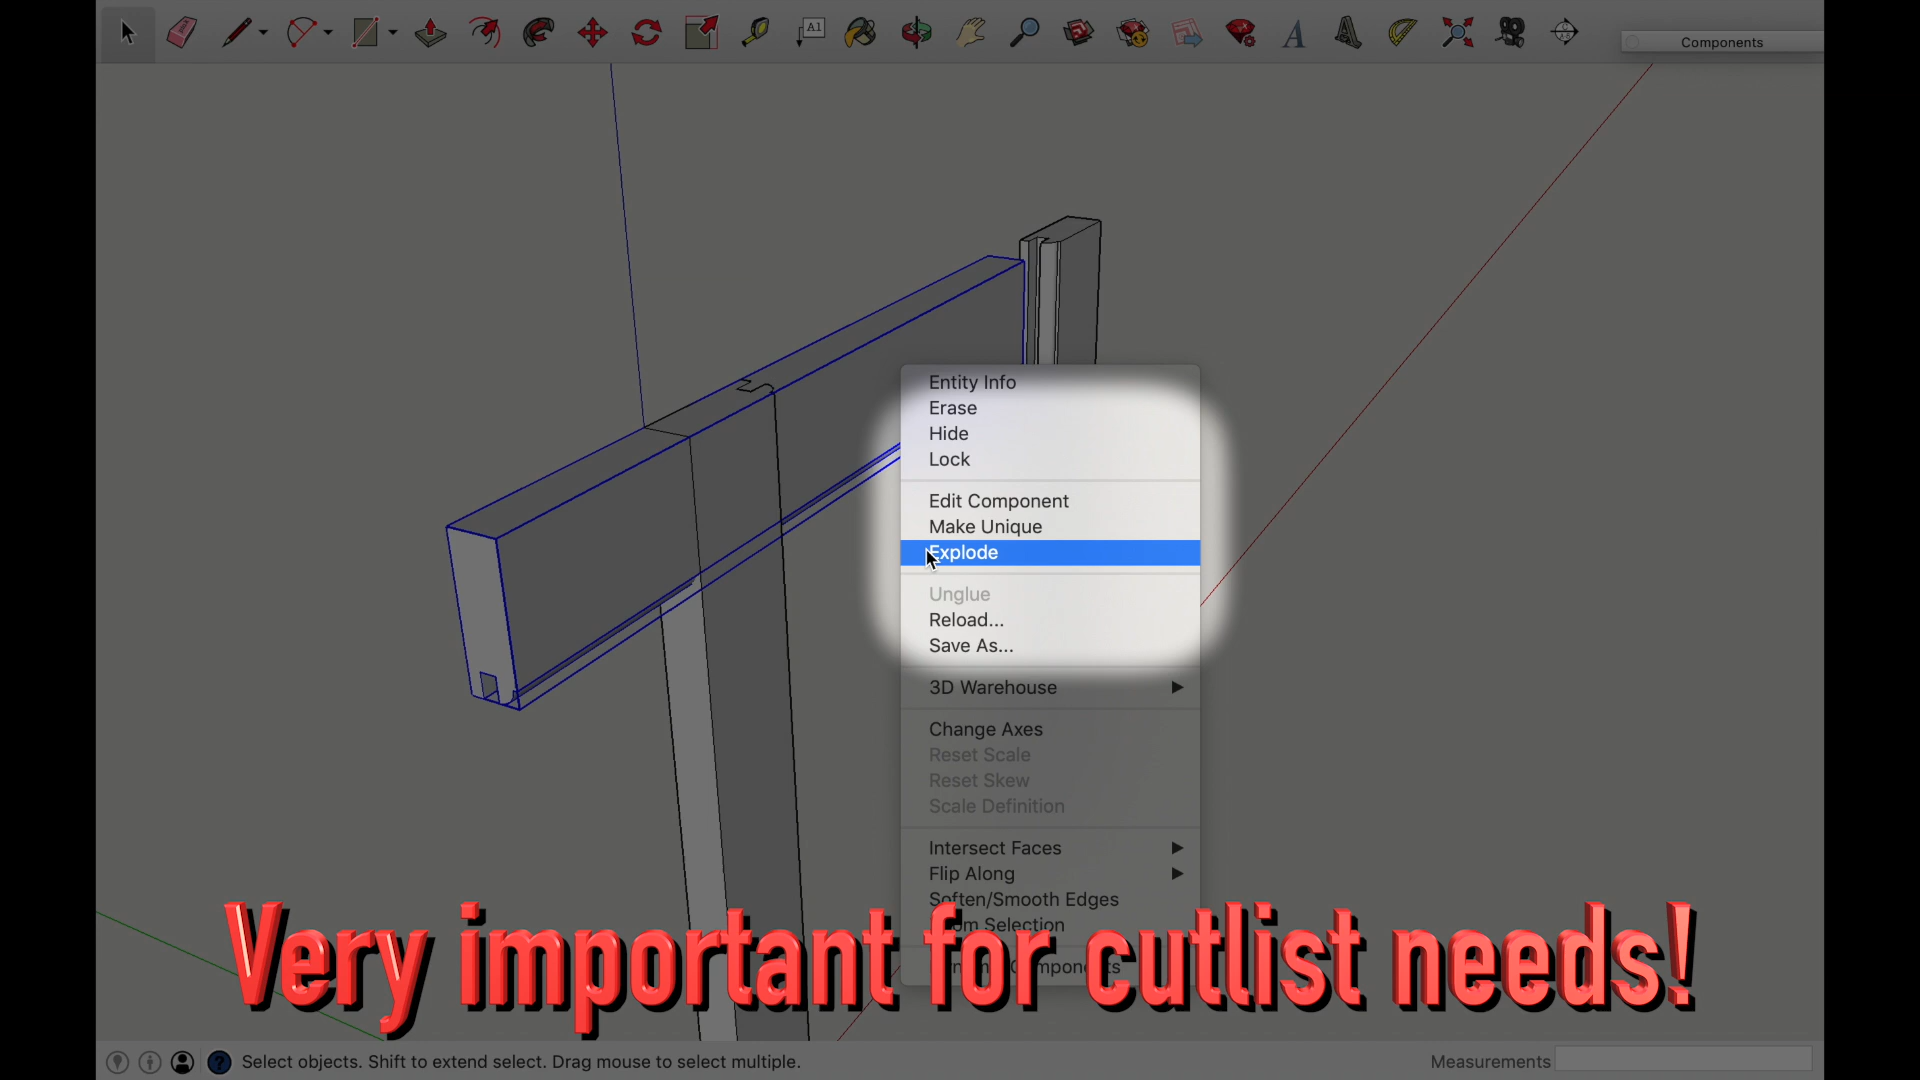 A1
Components
Entity Info
Erase
Hide
Lock
Edit Component
Make Unique
Explode
Unglue
Reload...
Save As...
3D Warehouse
Change Axes
Reset Scale
Reset Skew
Scale Definition
Intersect Faces
Flip Along
Soften/Smooth Edges
Selection
Very important for cutlist needs!
Select objects. Shift to extend select. Drag mouse to select multiple.
Measurements